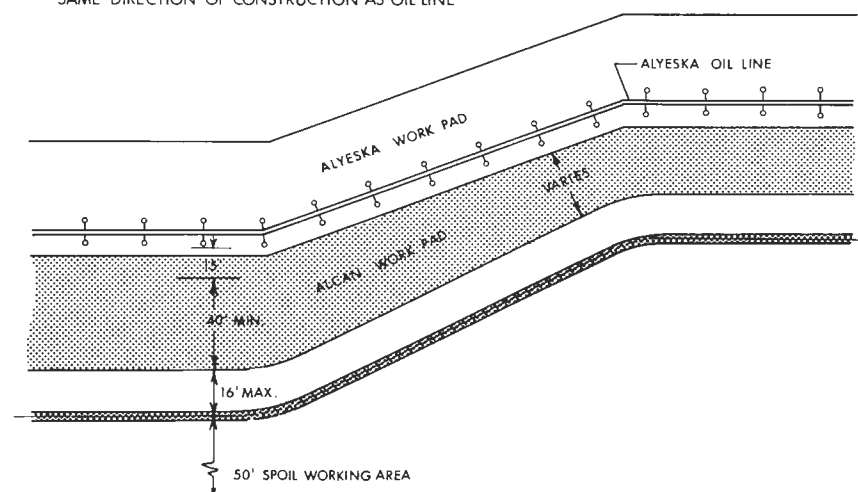 SAME DIRECTION OF CONSTRUCTION AS OIL LINE
ALYESKA OIL LINE
ALYESKA WORK PAD
VARIES
ALCAN WORK PAD
15'
40' MIN.
16' MAX.
50' SPOIL WORKING AREA